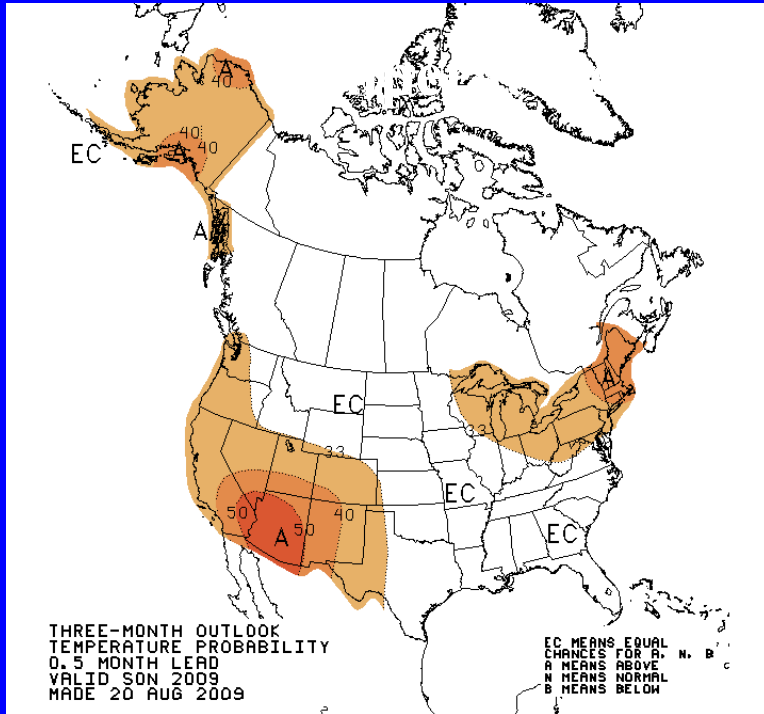 A
40
40
A 40
EC
A
A
EC
33
33
EC
50
50
40
A
EC
THREE-MONTH OUTLOOK
TEMPERATURE PROBABILITY
0.5 MONTH LEAD
VALID SON 2009
MADE 20 AUG 2009
EC MEANS EQUAL
CHANCES FOR A, N, B
A MEANS ABOVE
N MEANS NORMAL
B MEANS BELOW